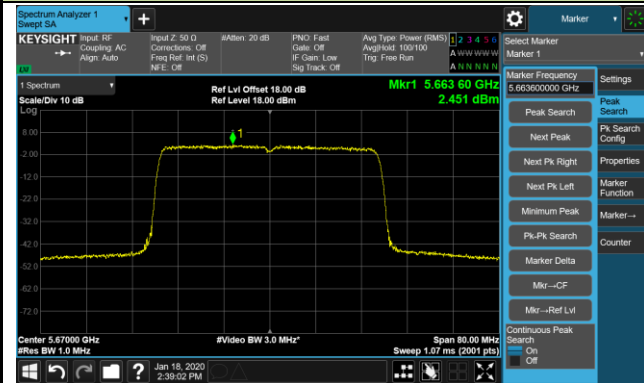 Spectrum Analyzer 1
Swept SA
+
Marker
KEYSIGHT
Input: RF
Coupling: AC
Align: Auto
Input Z: 50 Ω
Corrections: Off
Freq Ref: Int (S)
NFE: Off
#Atten: 20 dB
PNO: Fast
Gate: Off
IF Gain: Low
Sig Track: Off
Avg Type: Power (RMS)
Avg|Hold: 100/100
Trig: Free Run
1 2 3 4 5 6
A W W W W W
A N N N N N
Select Marker
Marker 1
1 Spectrum
Scale/Div 10 dB
Log
Ref Lvl Offset 18.00 dB
Ref Level 18.00 dBm
Mkr1 5.663 60 GHz
2.451 dBm
8.00
-2.00
-12.0
-22.0
-32.0
-42.0
-52.0
-62.0
-72.0
1
Center 5.67000 GHz
#Res BW 1.0 MHz
#Video BW 3.0 MHz*
Span 80.00 MHz
Sweep 1.07 ms (2001 pts)
Marker Frequency
5.663600000 GHz
Peak Search
Next Peak
Next Pk Right
Next Pk Left
Minimum Peak
Pk-Pk Search
Marker Delta
Mkr→CF
Mkr→Ref Lvl
Continuous Peak
Search
On
Off
Settings
Peak
Search
Pk Search
Config
Properties
Marker
Function
Marker→
Counter
?
Jan 18, 2020
2:39:02 PM